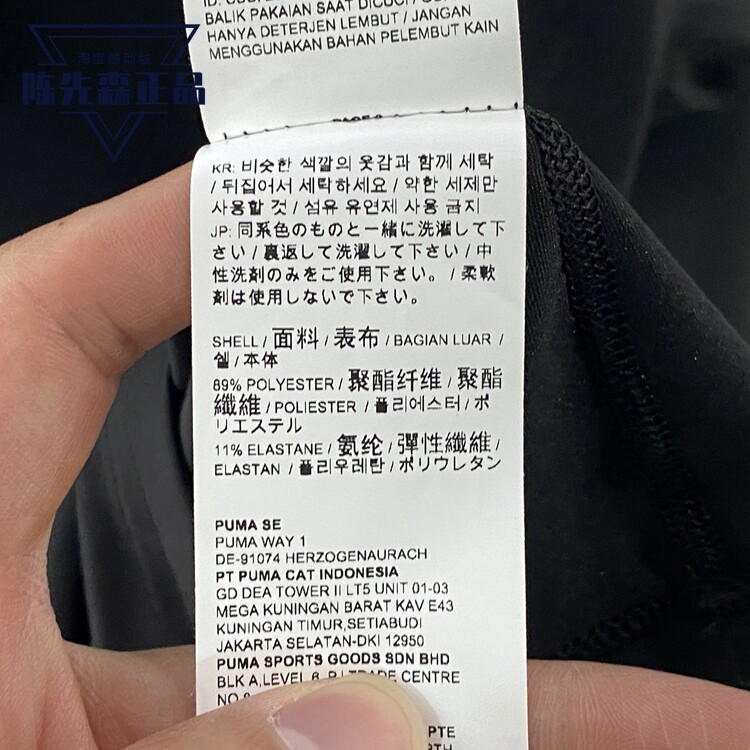 BALIK PAKAIAN SAAT DICUCI /
HANYA DETERJEN LEMBUT / JANGAN
MENGGUNAKAN BAHAN PELEMBUT KAIN
陈先森正品
KR: 비슷한 색깔의 옷감과 함께 세탁
/ 뒤집어서 세탁하세요 / 약한 세제만
사용할 것 / 섬유 유연제 사용 금지
JP: 同系色のものと一緒に洗濯して下
さい / 裏返して洗濯して下さい / 中
性洗剤のみをご使用下さい。 / 柔軟
剤は使用しないで下さい。
SHELL / 面料 / 表布 / BAGIAN LUAR /
쉘 / 本体
89% POLYESTER / 聚酯纤维 / 聚酯
纖維 / POLIESTER / 폴리에스터 / ポ
リエステル
11% ELASTANE / 氨纶 / 彈性纖維 /
ELASTAN / 폴리우레탄 / ポリウレタン
PUMA SE
PUMA WAY 1
DE-91074 HERZOGENAURACH
PT PUMA CAT INDONESIA
GD DEA TOWER II LT5 UNIT 01-03
MEGA KUNINGAN BARAT KAV E43
KUNINGAN TIMUR,SETIABUDI
JAKARTA SELATAN-DKI 12950
PUMA SPORTS GOODS SDN BHD
BLK A,LEVEL 6, PJ TRADE CENTRE
NO
PTE